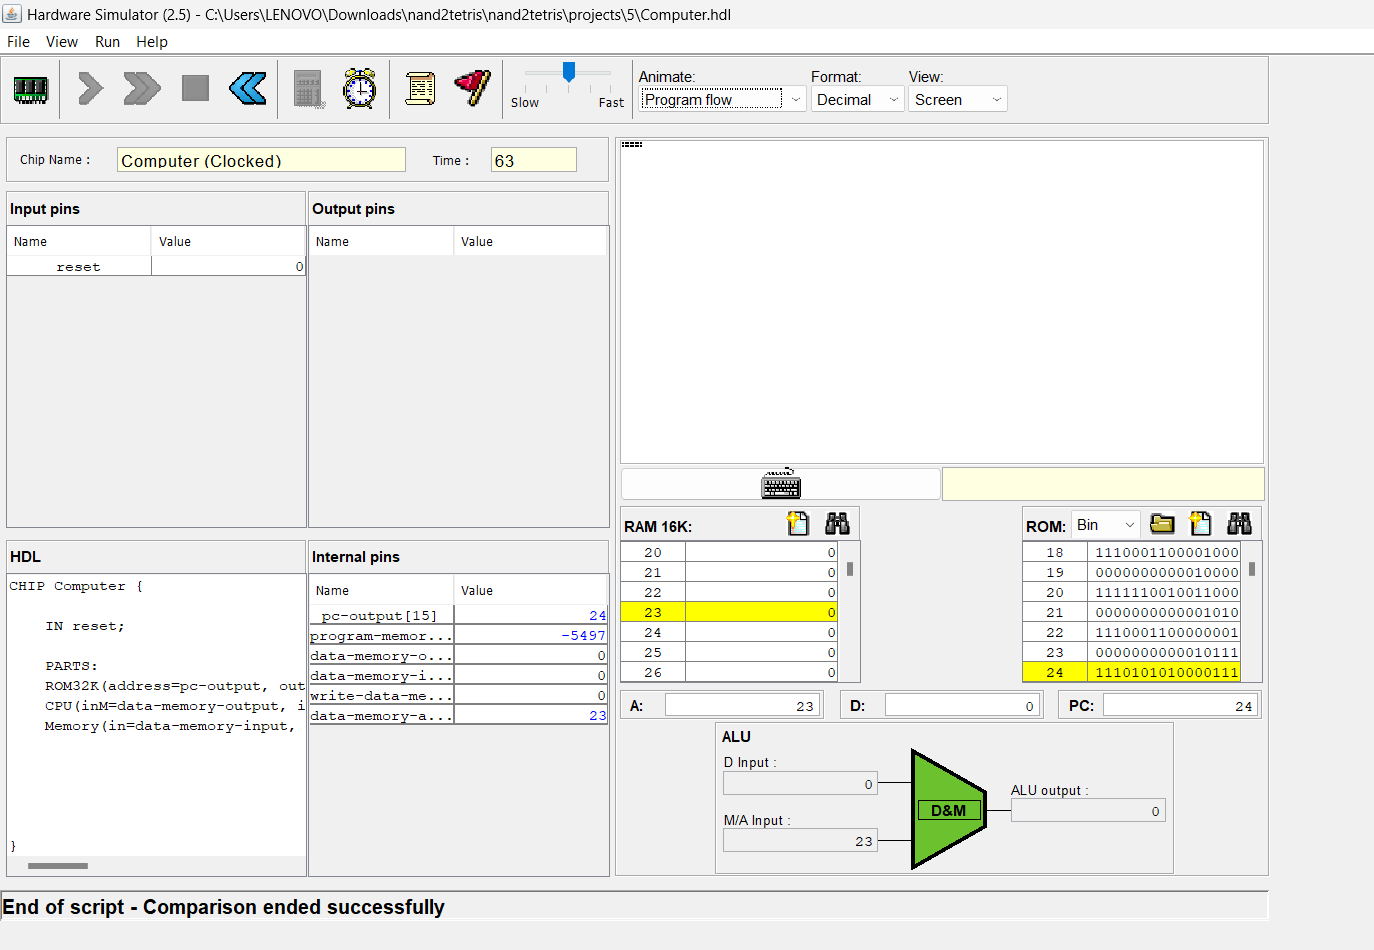 Hardware Simulator (2.5) - C:\Users\LENOVO\Downloads\nand2tetris\nand2tetris\projects\5\Computer.hdl
File View Run Help
Slow Fast
Animate: Format: View:
Program flow Decimal Screen
Chip Name : Computer (Clocked) Time : 63
Input pins
Name Value
reset 0
Output pins
Name Value
HDL
CHIP Computer {
IN reset;
PARTS:
ROM32K(address=pc-output, out
CPU(inM=data-memory-output, i
Memory(in=data-memory-input,
}
Internal pins
Name Value
pc-output[15] 24
program-memor... -5497
data-memory-o... 0
data-memory-i... 0
write-data-me... 0
data-memory-a... 23
RAM 16K:
20 0
21 0
22 0
23 0
24 0
25 0
26 0
ROM: Bin
18 1110001100001000
19 0000000000010000
20 1111110010011000
21 0000000000001010
22 1110001100000001
23 0000000000010111
24 1110101010000111
A: 23 D: 0 PC: 24
ALU
D Input :
0
M/A Input :
23
D&M
ALU output :
0
End of script - Comparison ended successfully